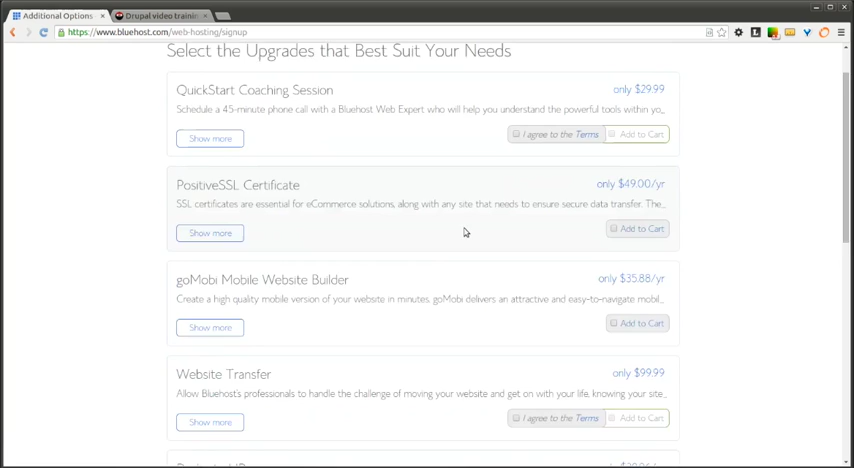 Additional Options
Drupal video trainin
https://www.bluehost.com/web-hosting/signup
Select the Upgrades that Best Suit Your Needs
QuickStart Coaching Session
only $29.99
Schedule a 45-minute phone call with a Bluehost Web Expert who will help you understand the powerful tools within yo...
Show more
I agree to the Terms
Add to Cart
PositiveSSL Certificate
only $49.00/yr
SSL certificates are essential for eCommerce solutions, along with any site that needs to ensure secure data transfer. The...
Show more
Add to Cart
goMobi Mobile Website Builder
only $35.88/yr
Create a high quality mobile version of your website in minutes. goMobi delivers an attractive and easy-to-navigate mobil...
Show more
Add to Cart
Website Transfer
only $99.99
Allow Bluehost's professionals to handle the challenge of moving your website and get on with your life, knowing your site...
Show more
I agree to the Terms
Add to Cart